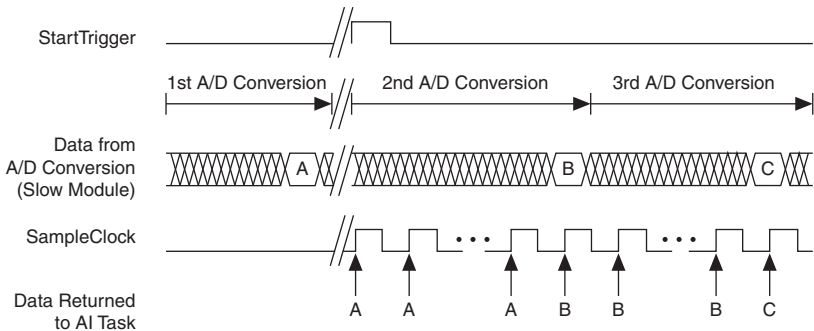 StartTrigger
1st A/D Conversion 2nd A/D Conversion 3rd A/D Conversion
Data from
A/D Conversion
(Slow Module)
A B C
SampleClock
Data Returned
to AI Task
A A A B B B C